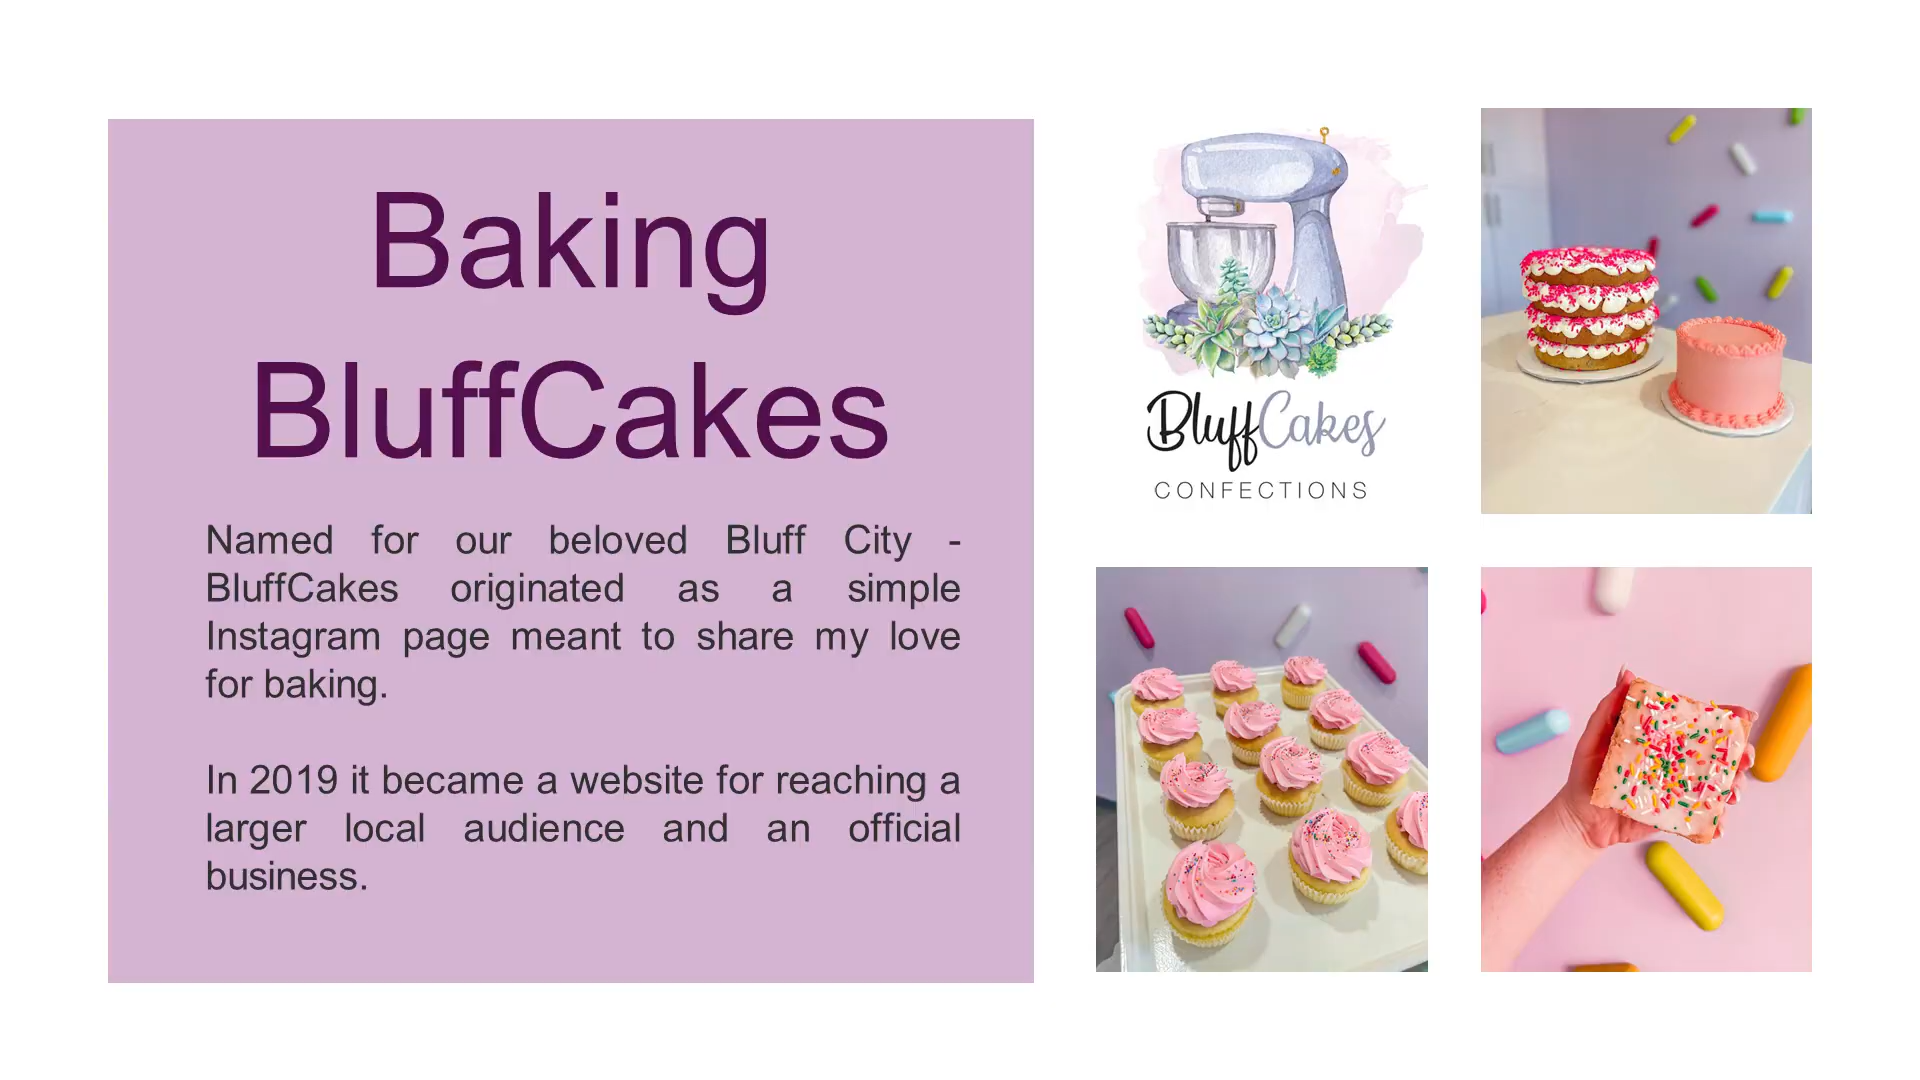 Baking
BluffCakes
Named for our beloved Bluff City -
BluffCakes originated as a simple
Instagram page meant to share my love
for baking.
In 2019 it became a website for reaching a
larger local audience and an official
business.
BluffCakes
CONFECTIONS